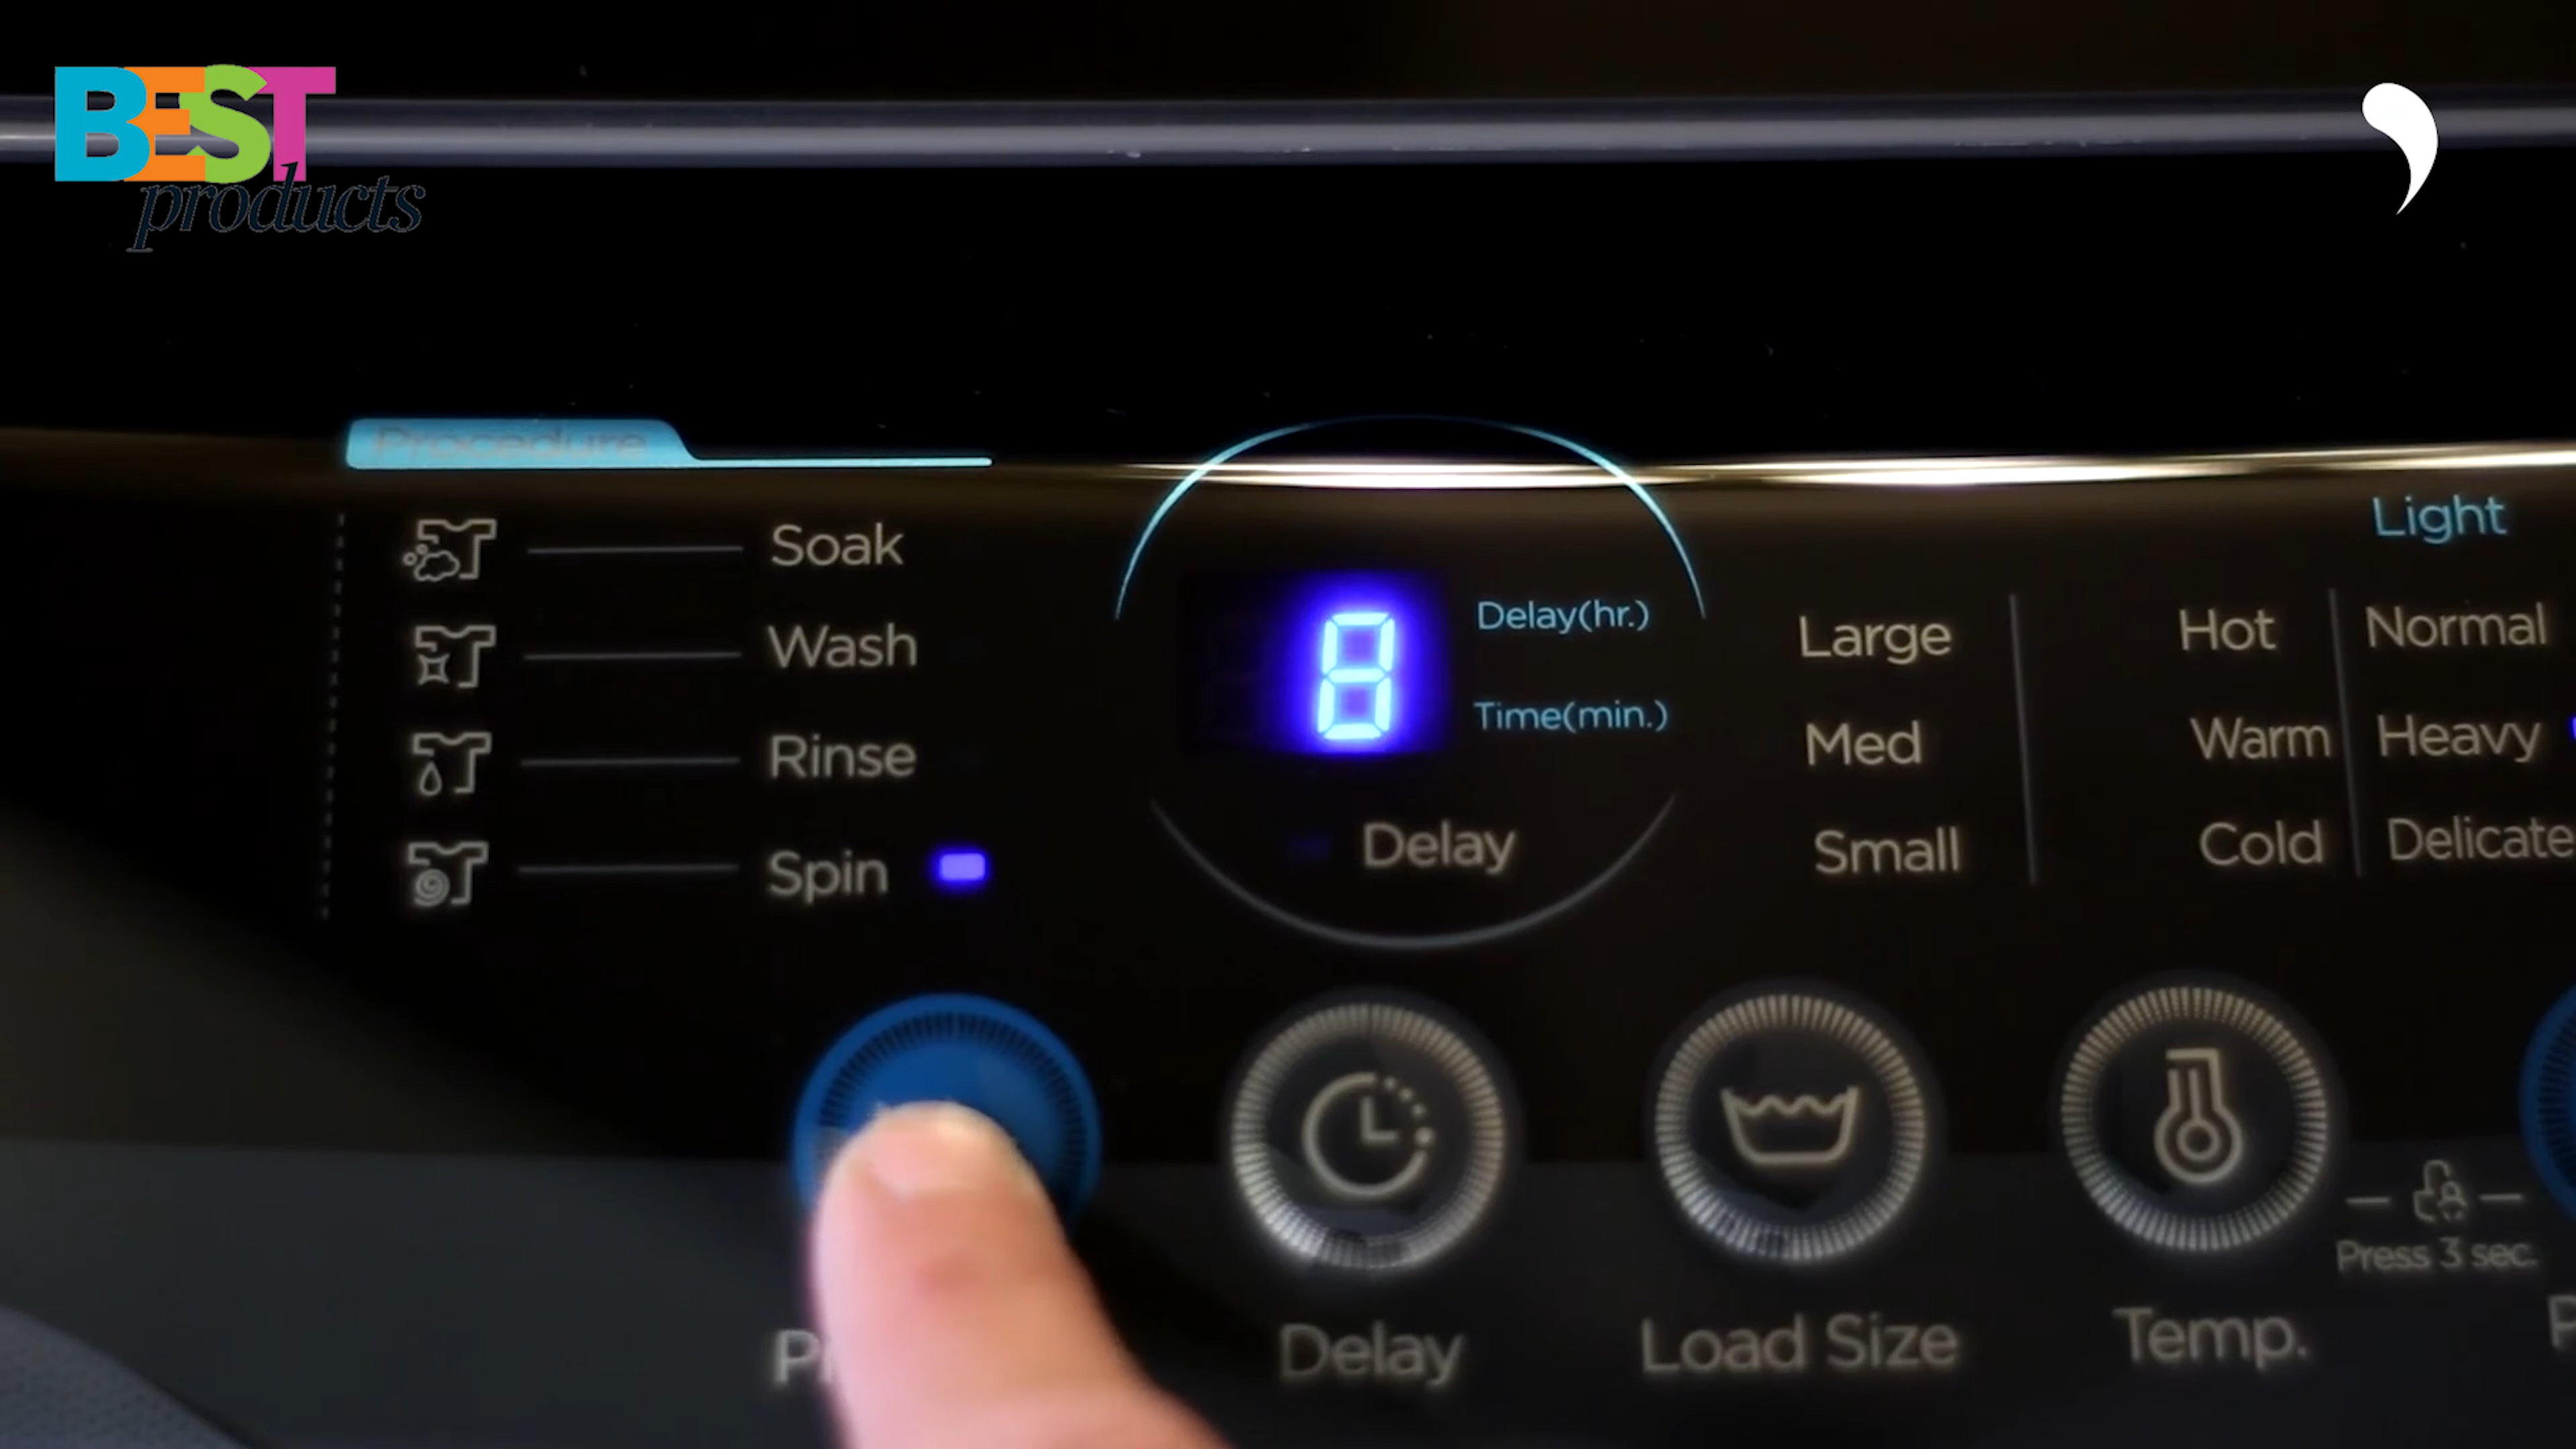 BEST
products
Procedure
Soak
Wash
Rinse
Spin
8
Delay(hr.)
Time(min.)
Delay
Large
Med
Small
Hot
Warm
Cold
Light
Normal
Heavy
Delicate
Delay
Load Size
Temp.
Press 3 sec.